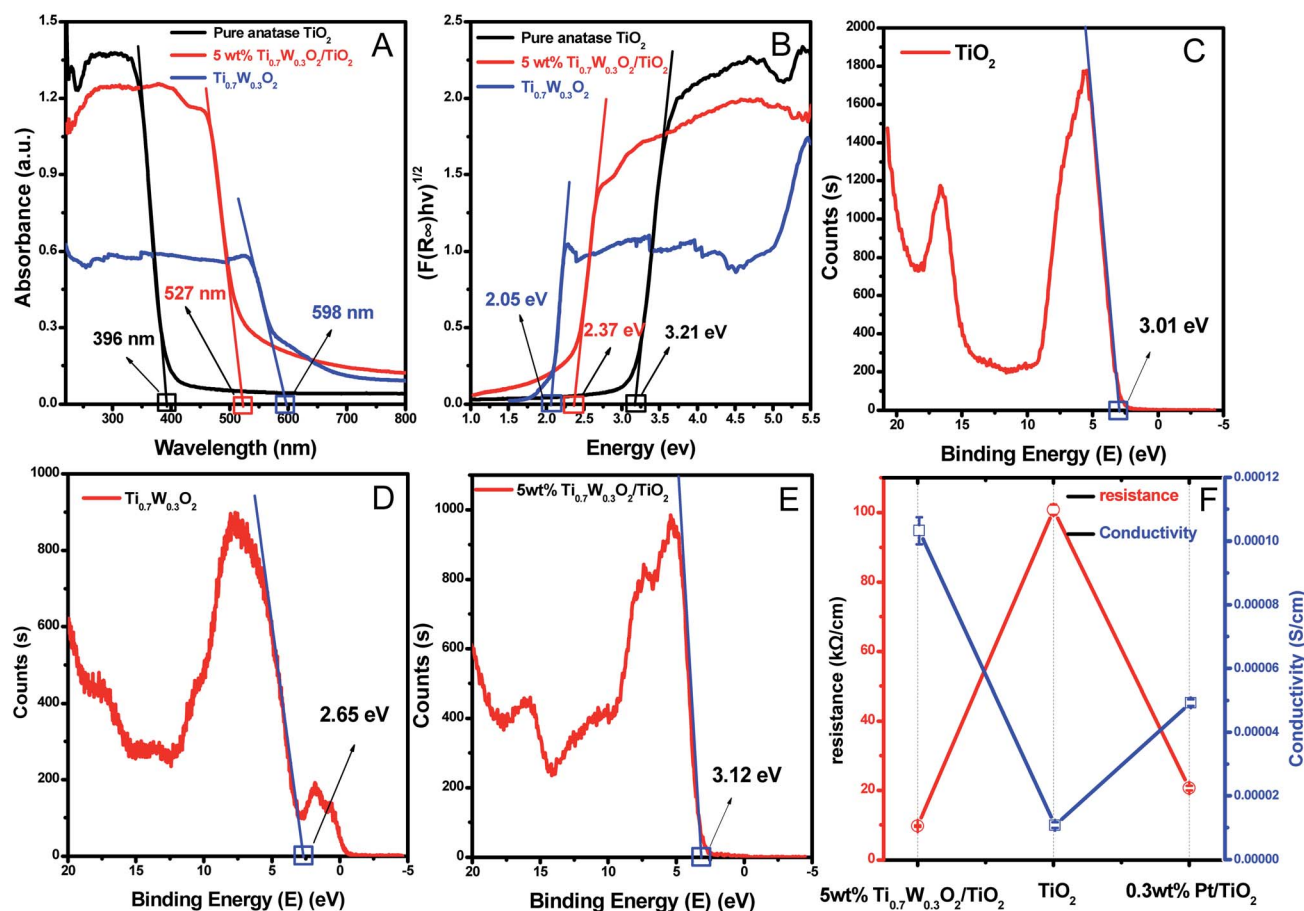 A
Pure anatase TiO₂
5 wt% Ti₀.₇W₀.₃O₂/TiO₂
Ti₀.₇W₀.₃O₂
Absorbance (a.u.)
1.5
1.2
0.9
0.6
0.3
0.0
396 nm
527 nm
598 nm
300 400 500 600 700 800
Wavelength (nm)
B
Pure anatase TiO₂
5 wt% Ti₀.₇W₀.₃O₂/TiO₂
Ti₀.₇W₀.₃O₂
(F(R∞)hv)¹/²
2.5
2.0
1.5
1.0
0.5
0.0
2.05 eV
2.37 eV
3.21 eV
1.0 1.5 2.0 2.5 3.0 3.5 4.0 4.5 5.0 5.5
Energy (ev)
C
TiO₂
Counts (s)
2000
1800
1600
1400
1200
1000
800
600
400
200
0
3.01 eV
20 15 10 5 0 -5
Binding Energy (E) (eV)
D
Ti₀.₇W₀.₃O₂
Counts (s)
1000
800
600
400
200
0
2.65 eV
20 15 10 5 0 -5
Binding Energy (E) (eV)
E
5wt% Ti₀.₇W₀.₃O₂/TiO₂
Counts (s)
1000
800
600
400
200
0
3.12 eV
20 15 10 5 0 -5
Binding Energy (E) (eV)
F
resistance
Conductivity
resistance (kΩ/cm)
100
80
60
40
20
0
Conductivity (S/cm)
0.00012
0.00010
0.00008
0.00006
0.00004
0.00002
0.00000
5wt% Ti₀.₇W₀.₃O₂/TiO₂ TiO₂ 0.3wt% Pt/TiO₂